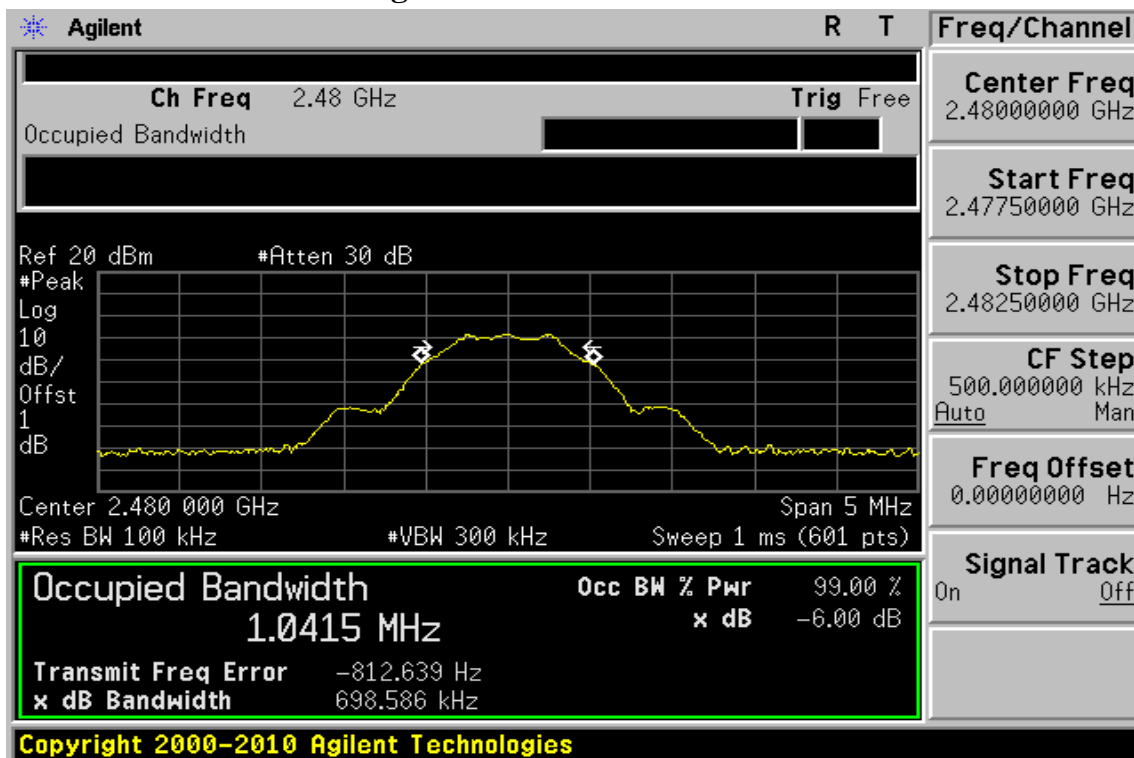 Agilent R T
Ch Freq 2.48 GHz Trig Free
Occupied Bandwidth
Ref 20 dBm #Atten 30 dB
#Peak
Log
10
dB/
Offst
1
dB
Center 2.480 000 GHz Span 5 MHz
#Res BW 100 kHz #VBW 300 kHz Sweep 1 ms (601 pts)
Occupied Bandwidth Occ BW % Pwr 99.00 %
1.0415 MHz x dB -6.00 dB
Transmit Freq Error -812.639 Hz
x dB Bandwidth 698.586 kHz
Copyright 2000-2010 Agilent Technologies
Freq/Channel
Center Freq
2.48000000 GHz
Start Freq
2.47750000 GHz
Stop Freq
2.48250000 GHz
CF Step
500.000000 kHz
Auto Man
Freq Offset
0.00000000 Hz
Signal Track
On Off